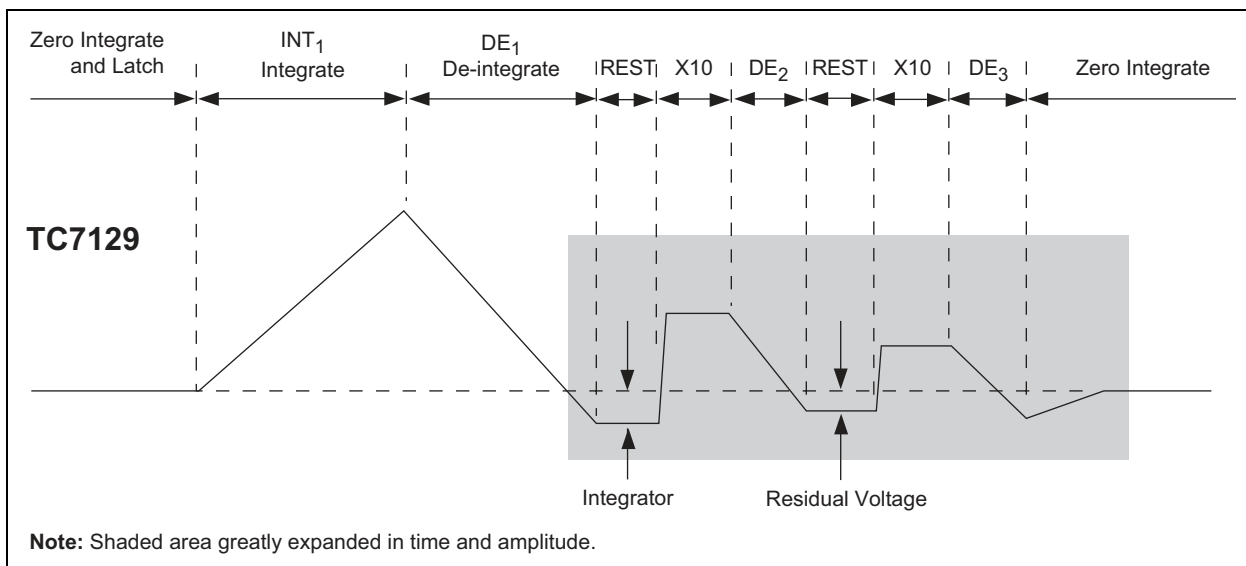 Zero Integrate
and Latch
INT1
Integrate
DE1
De-integrate
REST
X10
DE2
REST
X10
DE3
Zero Integrate
TC7129
Integrator
Residual Voltage
Note: Shaded area greatly expanded in time and amplitude.